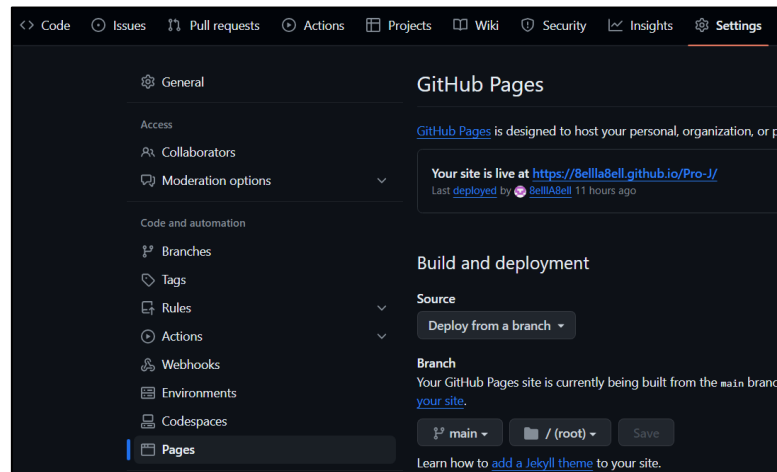 Code Issues Pull requests Actions Projects Wiki Security Insights Settings
General
Access
Collaborators
Moderation options
Code and automation
Branches
Tags
Rules
Actions
Webhooks
Environments
Codespaces
Pages
GitHub Pages
GitHub Pages is designed to host your personal, organization, or p
Your site is live at https://8ellla8ell.github.io/Pro-J/
Last deployed by 8ellIA8ell 11 hours ago
Build and deployment
Source
Deploy from a branch
Branch
Your GitHub Pages site is currently being built from the main branc
your site.
main / (root) Save
Learn how to add a Jekyll theme to your site.